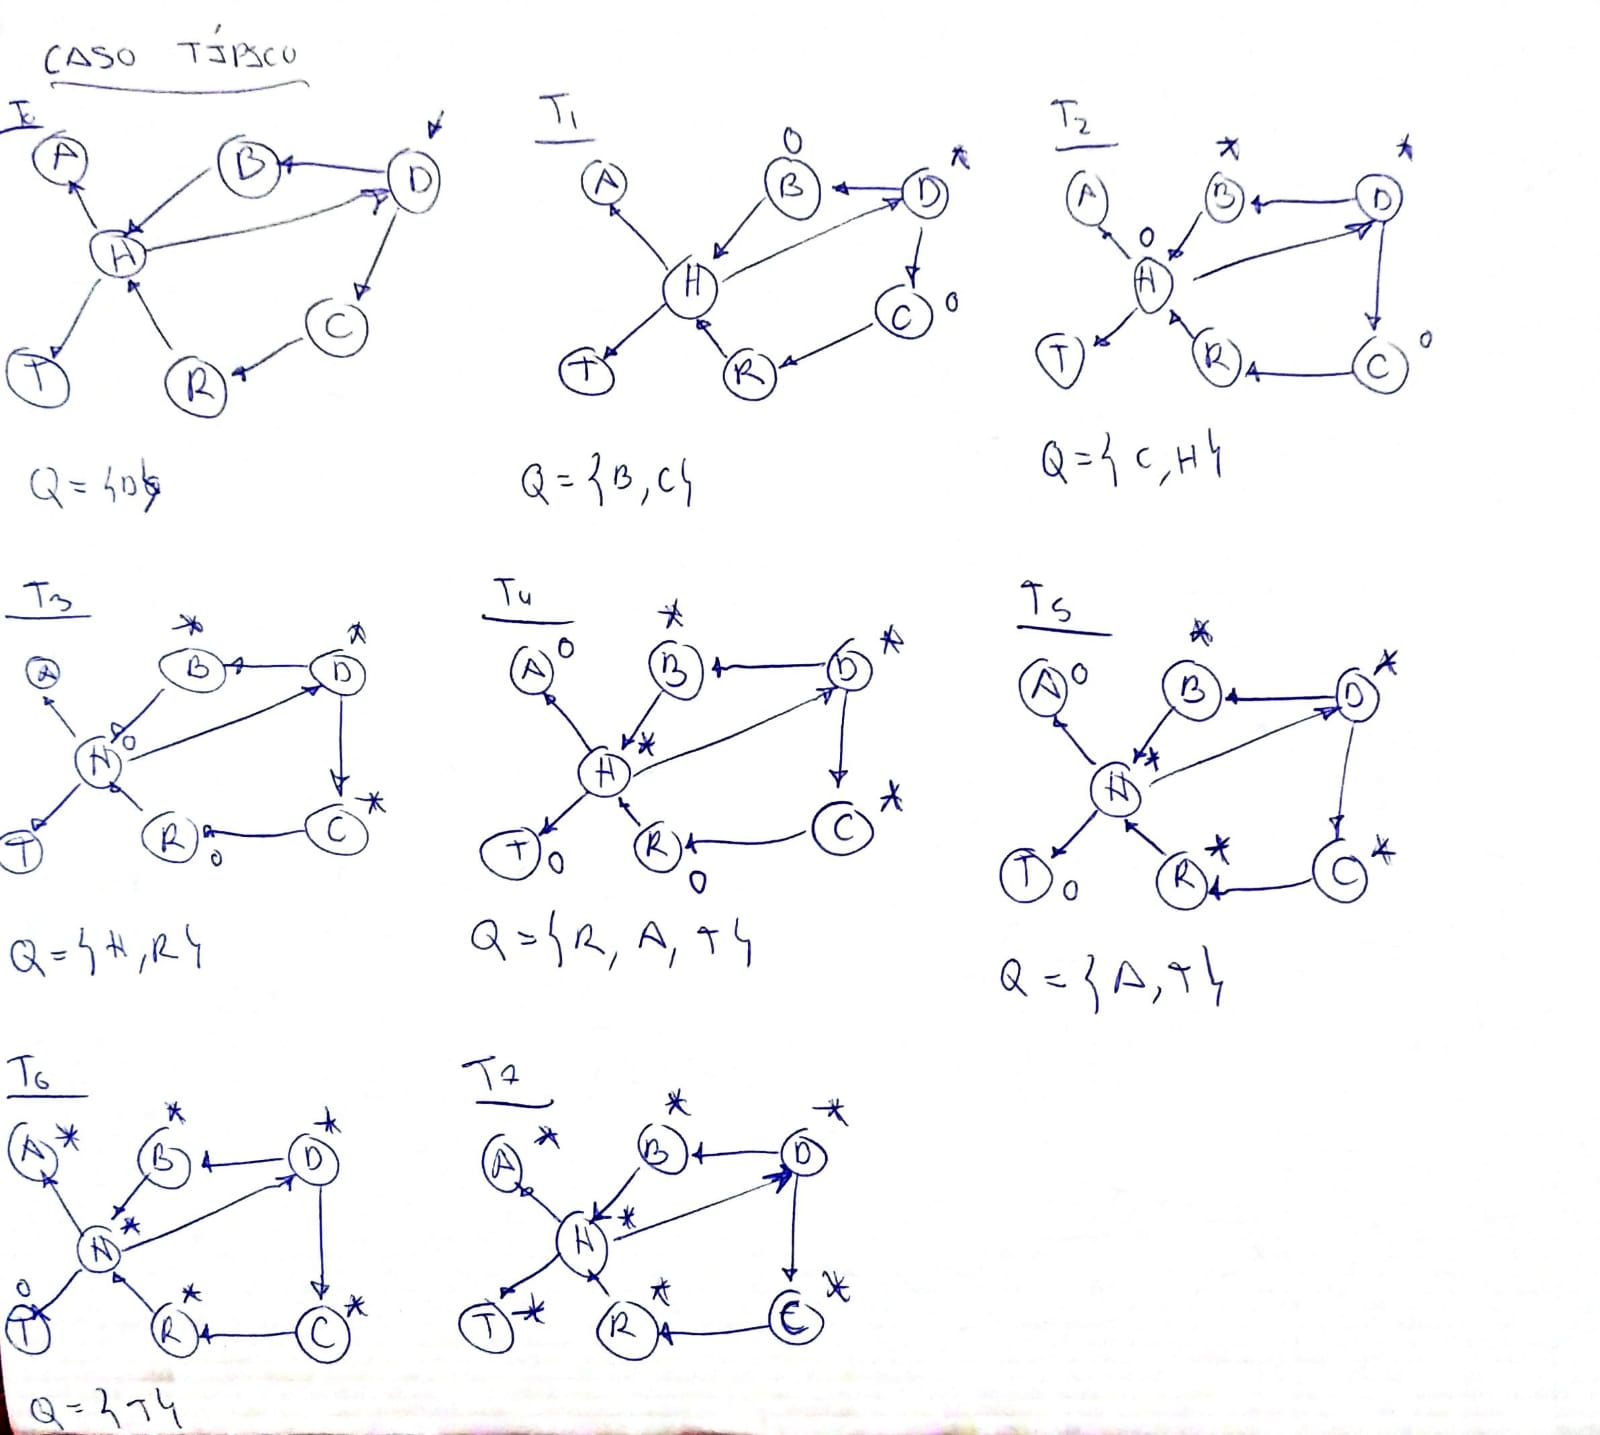 CASO TÍPICO
T0
A B D H C T R
Q = {D}
T1
A B D H C T R
Q = {B, C}
T2
A B D H C T R
Q = {C, H}
T3
A B D H C T R
Q = {H, R}
T4
A B D H C T R
Q = {R, A, T}
T5
A B D H C T R
Q = {A, T}
T6
A B D H C T R
Q = {T}
T7
A B D H C T R